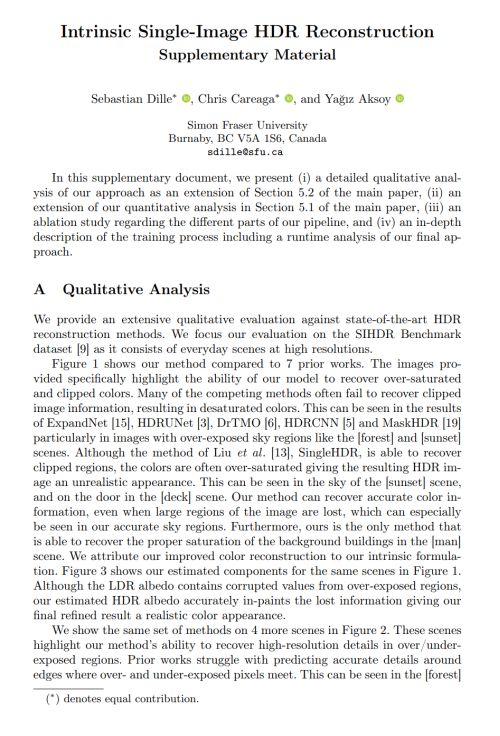 Intrinsic Single-Image HDR Reconstruction
Supplementary Material
Sebastian Dille*, Chris Careaga*, and Yağız Aksoy
Simon Fraser University
Burnaby, BC V5A 1S6, Canada
sdille@sfu.ca
In this supplementary document, we present (i) a detailed qualitative anal-
ysis of our approach as an extension of Section 5.2 of the main paper, (ii) an
extension of our quantitative analysis in Section 5.1 of the main paper, (iii) an
ablation study regarding the different parts of our pipeline, and (iv) an in-depth
description of the training process including a runtime analysis of our final ap-
proach.
A Qualitative Analysis
We provide an extensive qualitative evaluation against state-of-the-art HDR
reconstruction methods. We focus our evaluation on the SIHDR Benchmark
dataset [9] as it consists of everyday scenes at high resolutions.
Figure 1 shows our method compared to 7 prior works. The images pro-
vided specifically highlight the ability of our model to recover over-saturated
and clipped colors. Many of the competing methods often fail to recover clipped
image information, resulting in desaturated colors. This can be seen in the results
of ExpandNet [15], HDRUNet [3], DrTMO [6], HDRCNN [5] and MaskHDR [19]
particularly in images with over-exposed sky regions like the [forest] and [sunset]
scenes. Although the method of Liu et al. [13], SingleHDR, is able to recover
clipped regions, the colors are often over-saturated giving the resulting HDR im-
age an unrealistic appearance. This can be seen in the sky of the [sunset] scene,
and on the door in the [deck] scene. Our method can recover accurate color in-
formation, even when large regions of the image are lost, which can especially
be seen in our accurate sky regions. Furthermore, ours is the only method that
is able to recover the proper saturation of the background buildings in the [man]
scene. We attribute our improved color reconstruction to our intrinsic formula-
tion. Figure 3 shows our estimated components for the same scenes in Figure 1.
Although the LDR albedo contains corrupted values from over-exposed regions,
our estimated HDR albedo accurately in-paints the lost information giving our
final refined result a realistic color appearance.
We show the same set of methods on 4 more scenes in Figure 2. These scenes
highlight our method's ability to recover high-resolution details in over/under-
exposed regions. Prior works struggle with predicting accurate details around
edges where over- and under-exposed pixels meet. This can be seen in the [forest]
(*) denotes equal contribution.